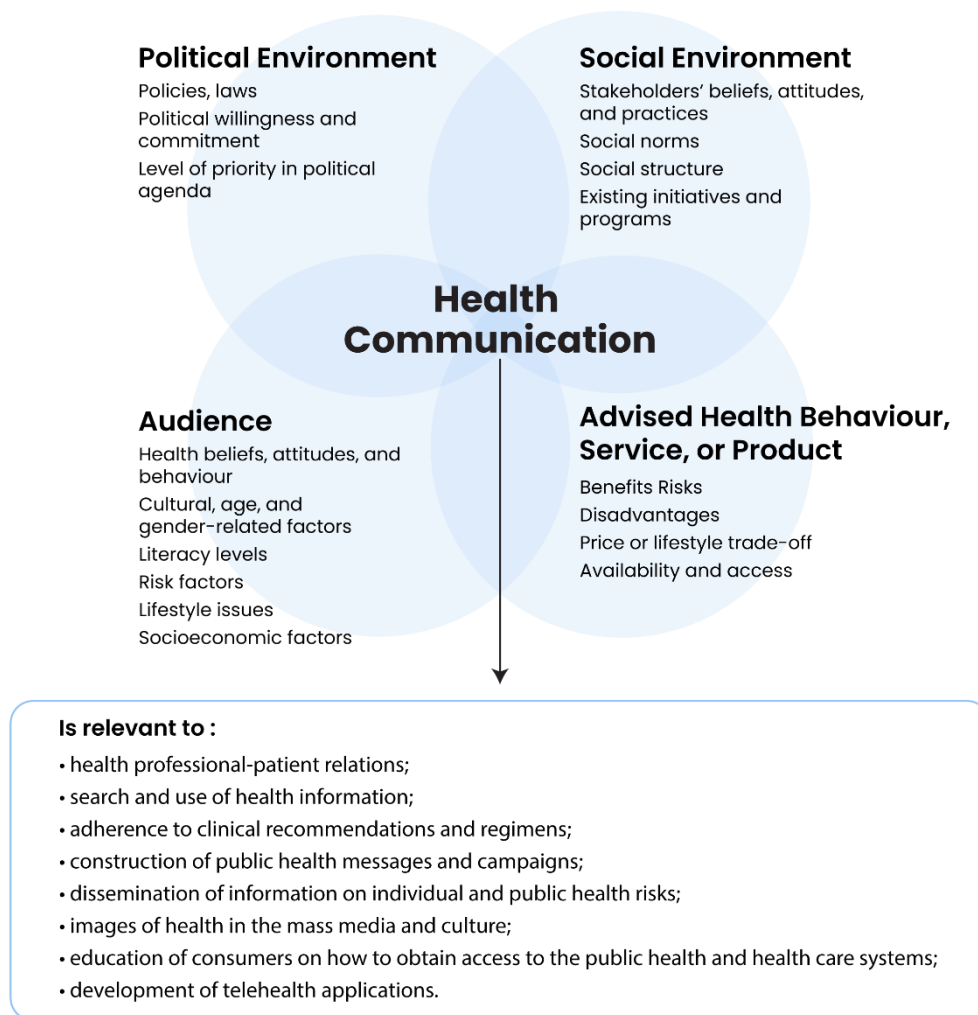 Political Environment
Policies, laws
Political willingness and
commitment
Level of priority in political
agenda
Social Environment
Stakeholders' beliefs, attitudes,
and practices
Social norms
Social structure
Existing initiatives and
programs
Health
Communication
Audience
Health beliefs, attitudes, and
behaviour
Cultural, age, and
gender-related factors
Literacy levels
Risk factors
Lifestyle issues
Socioeconomic factors
Advised Health Behaviour,
Service, or Product
Benefits Risks
Disadvantages
Price or lifestyle trade-off
Availability and access
Is relevant to :
• health professional-patient relations;
• search and use of health information;
• adherence to clinical recommendations and regimens;
• construction of public health messages and campaigns;
• dissemination of information on individual and public health risks;
• images of health in the mass media and culture;
• education of consumers on how to obtain access to the public health and health care systems;
• development of telehealth applications.